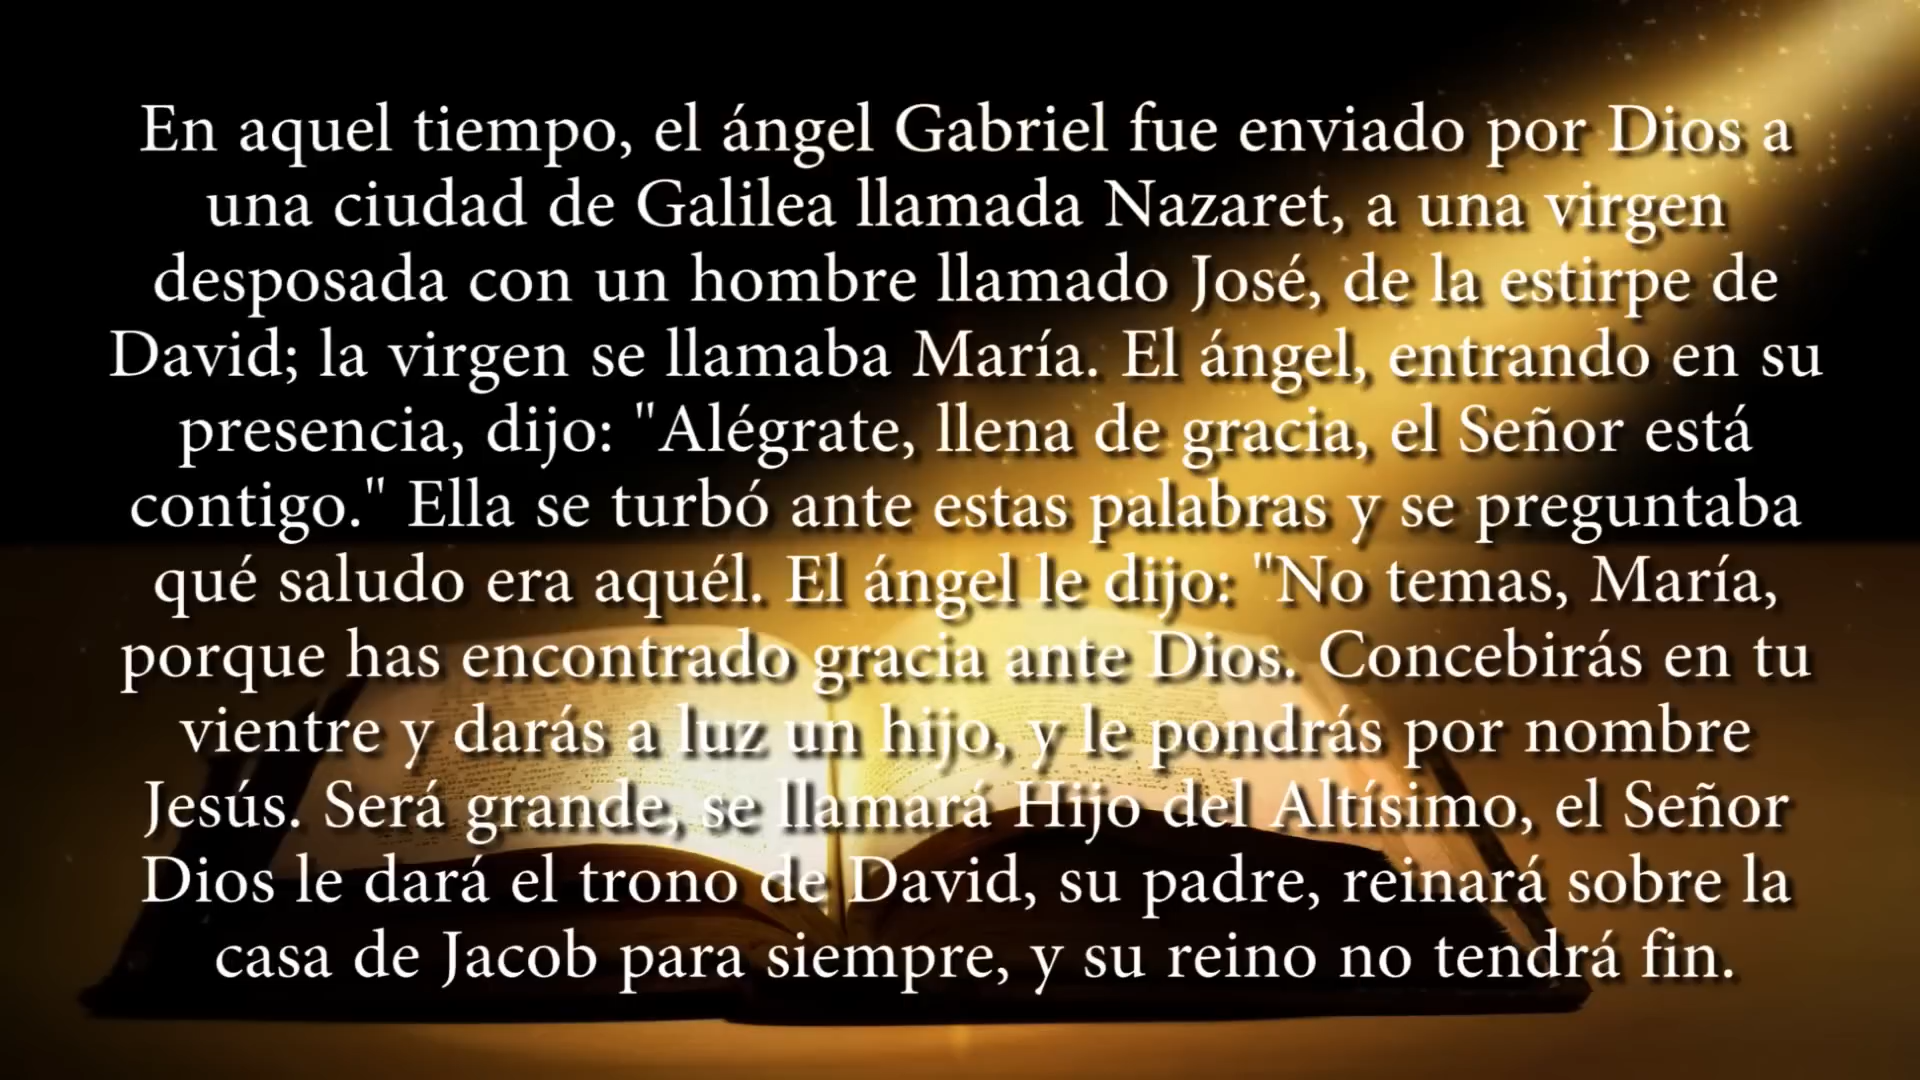 En aquel tiempo, el ángel Gabriel fue enviado por Dios a
una ciudad de Galilea llamada Nazaret, a una virgen
desposada con un hombre llamado José, de la estirpe de
David; la virgen se llamaba María. El ángel, entrando en su
presencia, dijo: "Alégrate, llena de gracia, el Señor está
contigo." Ella se turbó ante estas palabras y se preguntaba
qué saludo era aquél. El ángel le dijo: "No temas, María,
porque has encontrado gracia ante Dios. Concebirás en tu
vientre y darás a luz un hijo, y le pondrás por nombre
Jesús. Será grande, se llamará Hijo del Altísimo, el Señor
Dios le dará el trono de David, su padre, reinará sobre la
casa de Jacob para siempre, y su reino no tendrá fin.